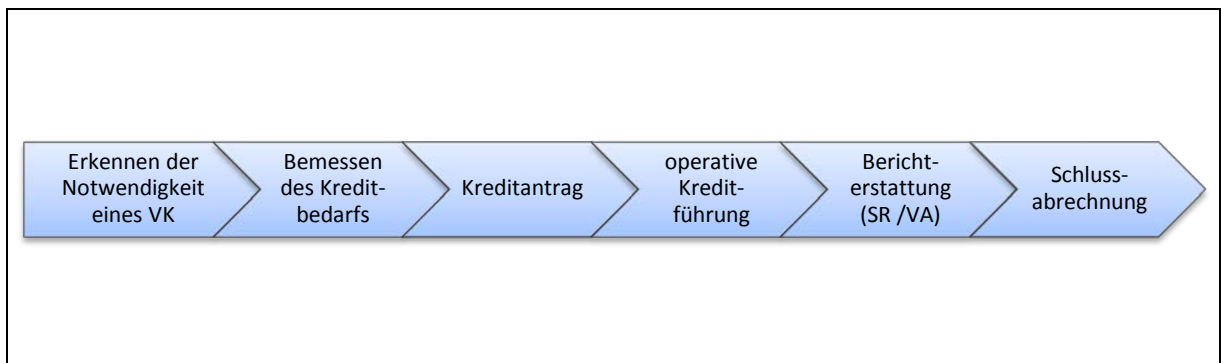 Erkennen der
Notwendigkeit
eines VK
Bemessen
des Kredit-
bedarfs
Kreditantrag
operative
Kredit-
führung
Bericht-
erstattung
(SR /VA)
Schluss-
abrechnung